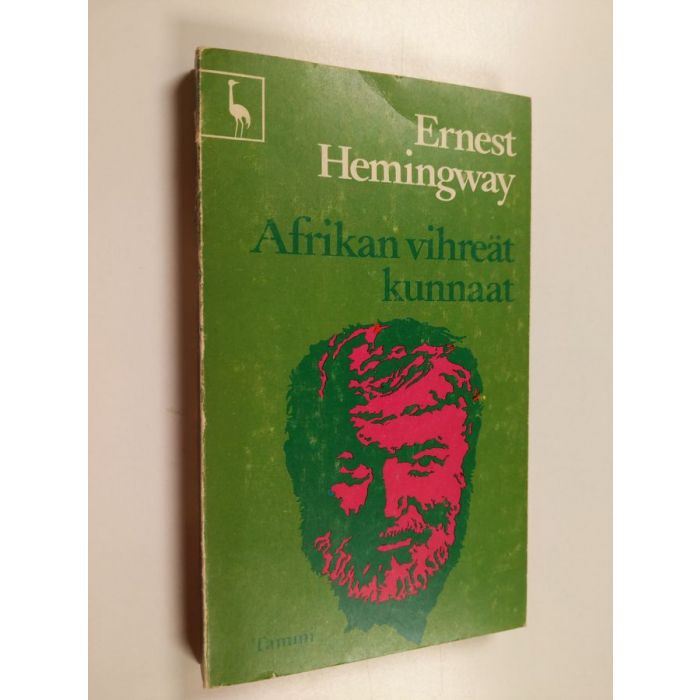 Ernest
Hemingway
Afrikan vihreät
kunnaat
Tammi